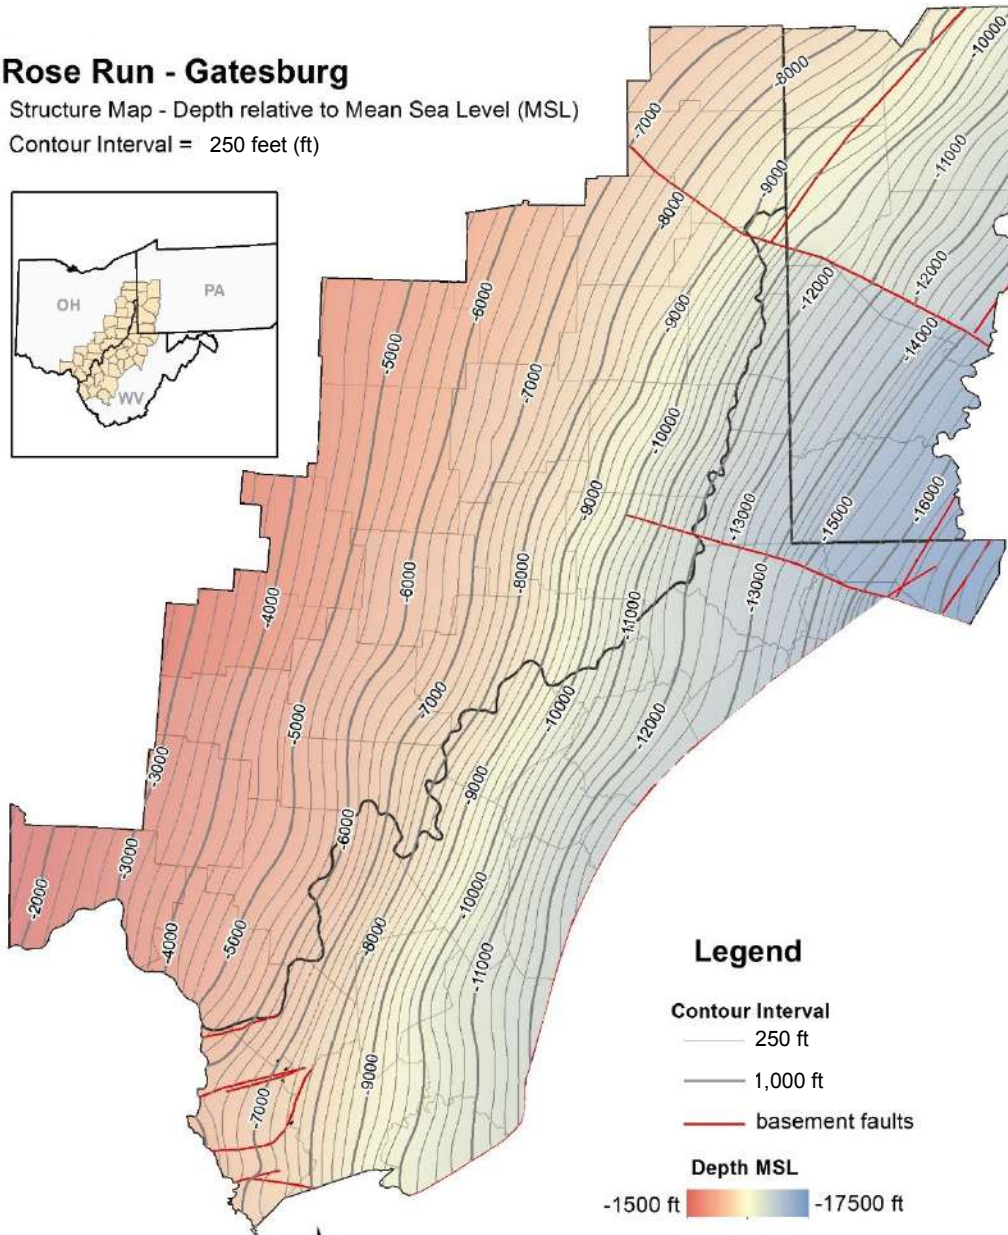 Rose Run - Gatesburg
Structure Map - Depth relative to Mean Sea Level (MSL)
Contour Interval = 250 feet (ft)
OH
PA
WV
-10000
-8000
-7000
-11000
-9000
-8000
-12000
-12000
-6000
-9000
-14000
-5000
-7000
-10000
-9000
-16000
-13000
-15000
-8000
-6000
-13000
-4000
-11000
-7000
-10000
-5000
-12000
-3000
-9000
-6000
-3000
-2000
-10000
-8000
-5000
-4000
-11000
-9000
-7000
Legend
Contour Interval
250 ft
1,000 ft
basement faults
Depth MSL
-1500 ft
-17500 ft